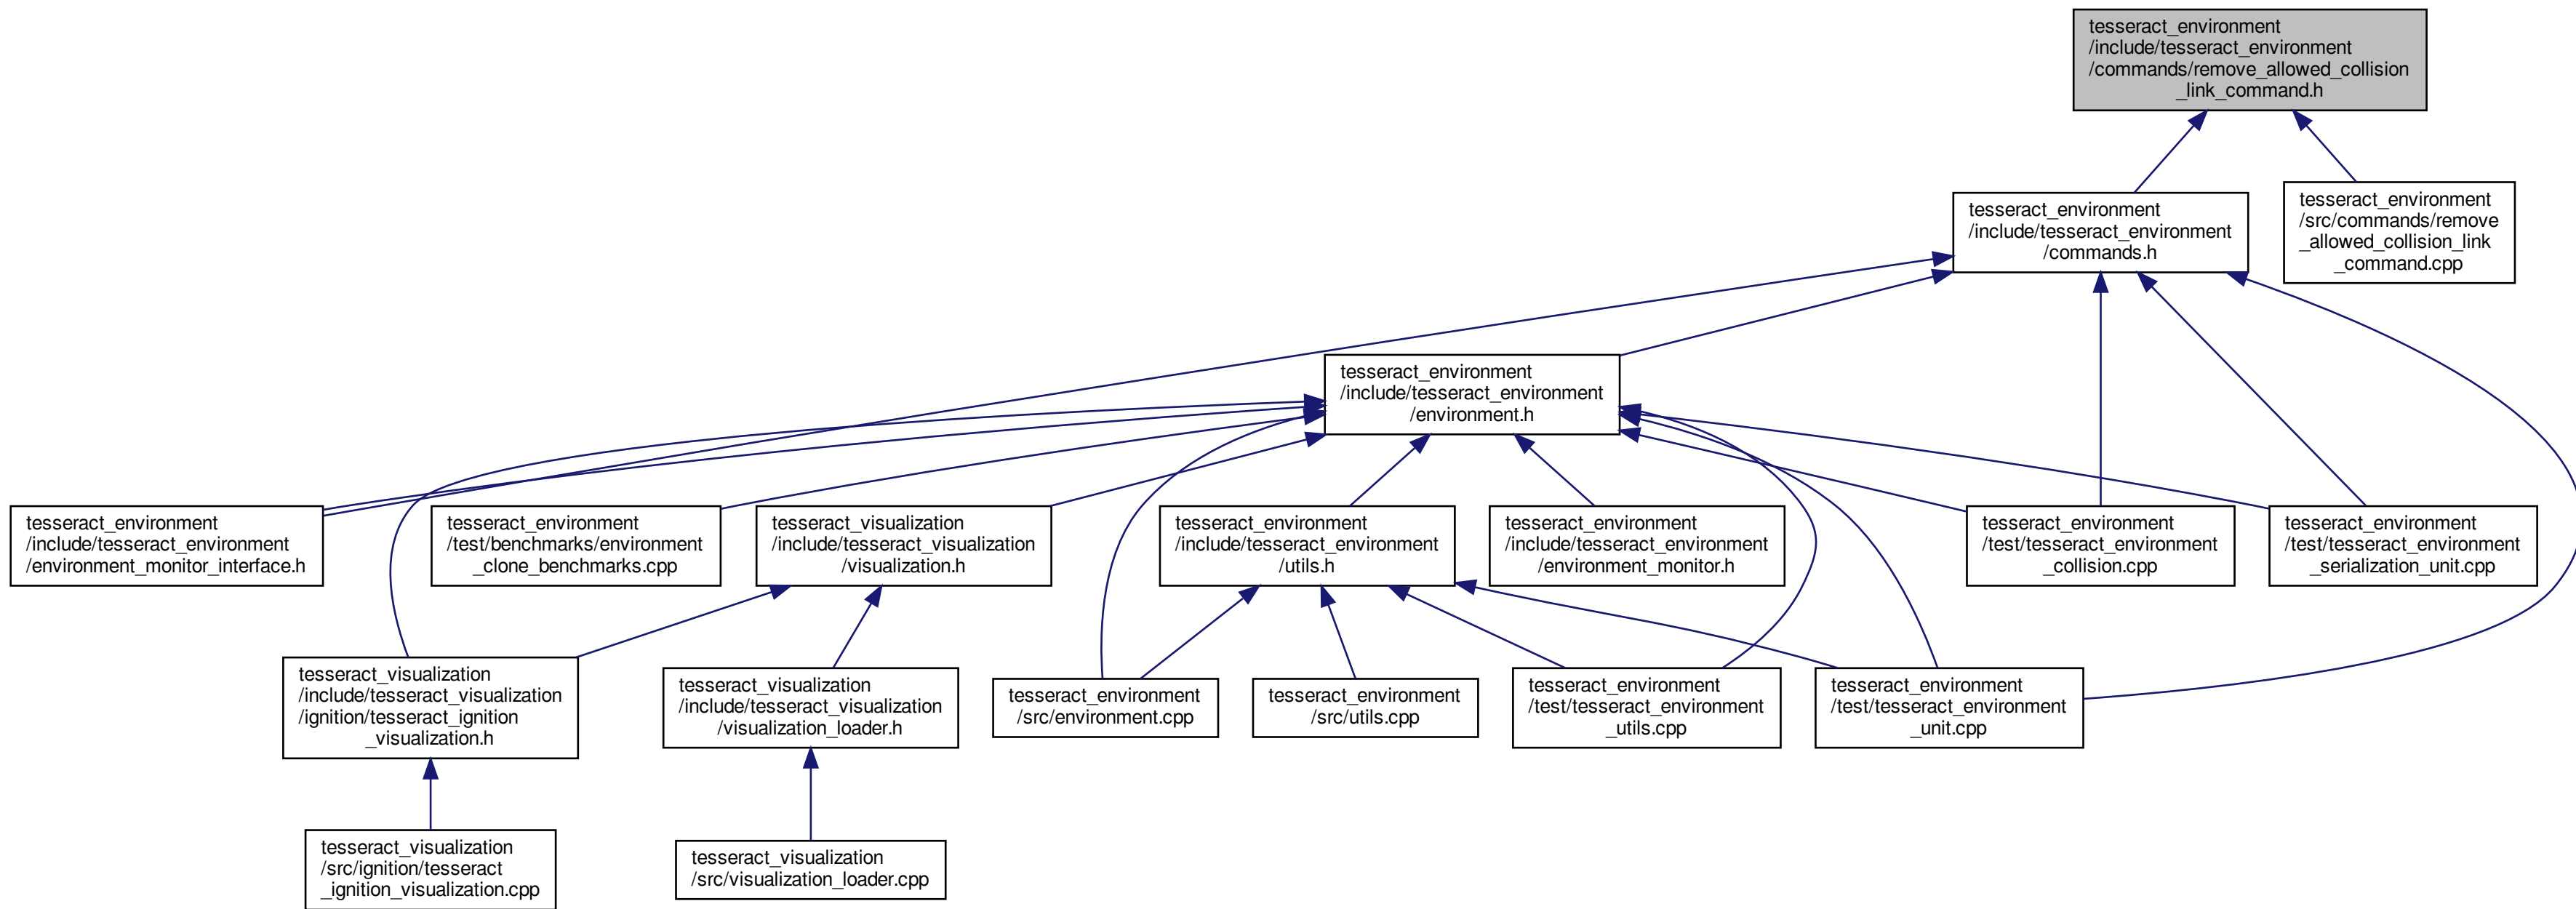 tesseract_environment
/include/tesseract_environment
/commands/remove_allowed_collision
_link_command.h
tesseract_environment
/include/tesseract_environment
/commands.h
tesseract_environment
/src/commands/remove
_allowed_collision_link
_command.cpp
tesseract_environment
/include/tesseract_environment
/environment.h
tesseract_environment
/include/tesseract_environment
/environment_monitor_interface.h
tesseract_environment
/test/benchmarks/environment
_clone_benchmarks.cpp
tesseract_visualization
/include/tesseract_visualization
/visualization.h
tesseract_environment
/include/tesseract_environment
/utils.h
tesseract_environment
/include/tesseract_environment
/environment_monitor.h
tesseract_environment
/test/tesseract_environment
_collision.cpp
tesseract_environment
/test/tesseract_environment
_serialization_unit.cpp
tesseract_visualization
/include/tesseract_visualization
/ignition/tesseract_ignition
_visualization.h
tesseract_visualization
/include/tesseract_visualization
/visualization_loader.h
tesseract_environment
/src/environment.cpp
tesseract_environment
/src/utils.cpp
tesseract_environment
/test/tesseract_environment
_utils.cpp
tesseract_environment
/test/tesseract_environment
_unit.cpp
tesseract_visualization
/src/ignition/tesseract
_ignition_visualization.cpp
tesseract_visualization
/src/visualization_loader.cpp